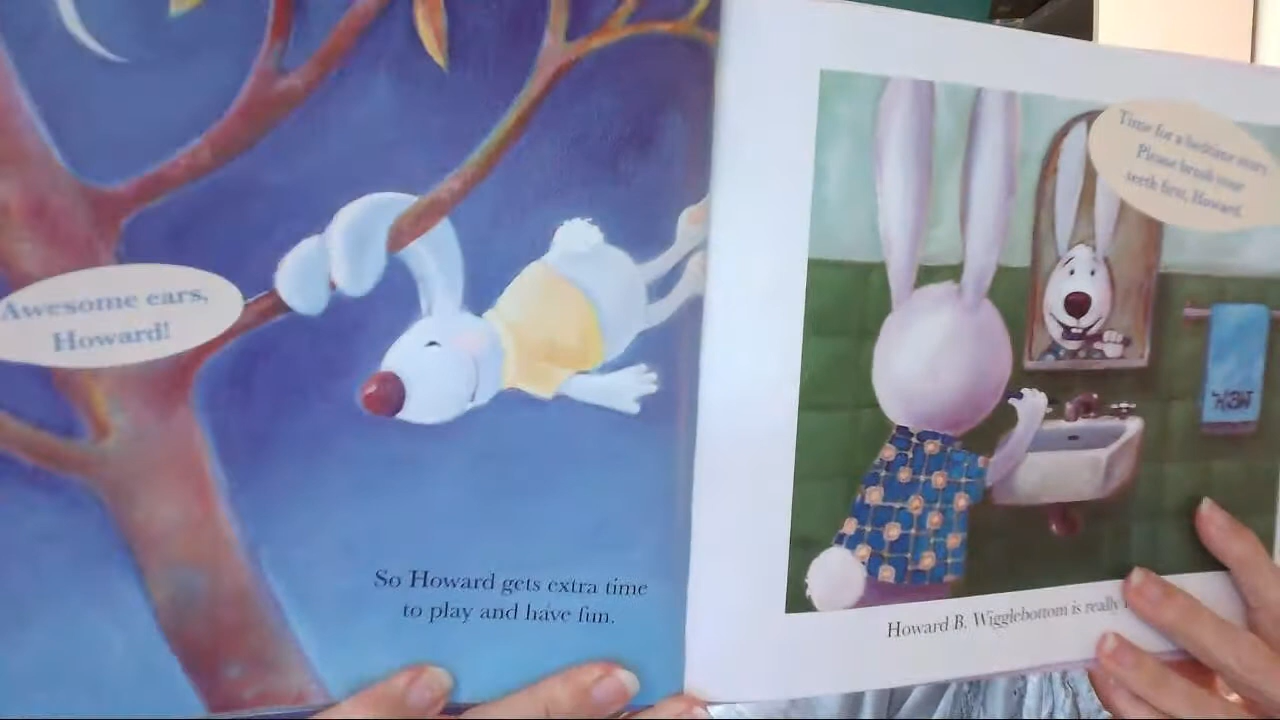 Awesome ears,
Howard!
So Howard gets extra time
to play and have fun.
Time for a bedtime story.
Please brush your
teeth first, Howard.
Howard B. Wigglebottom is really